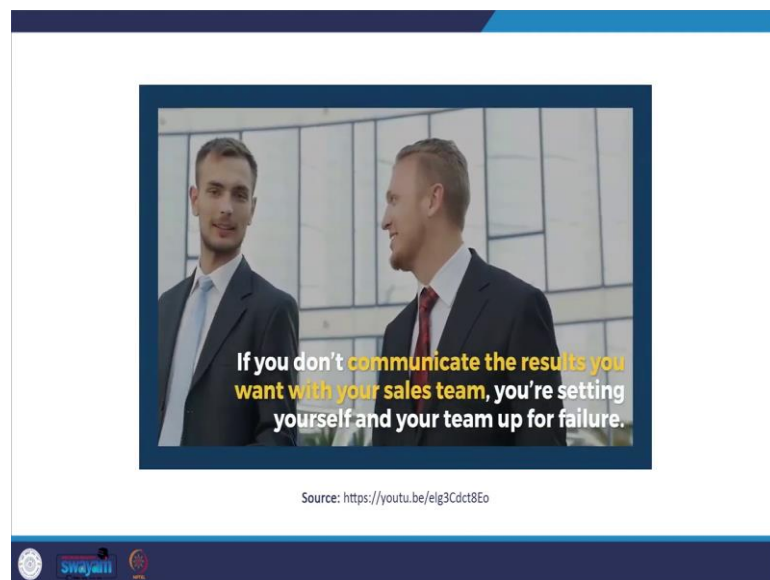 If you don't communicate the results you
want with your sales team, you're setting
yourself and your team up for failure.
Source: https://youtu.be/elg3Cdct8Eo
swayam